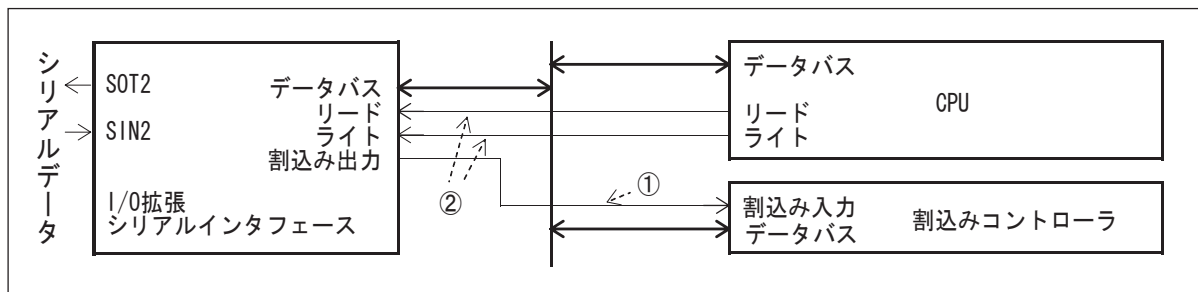 シリアルデータ
SOT2
SIN2
データバス
リード
ライト
割込み出力
I/O拡張
シリアルインタフェース
②
①
データバス
リード
ライト
CPU
割込み入力
データバス
割込みコントローラ